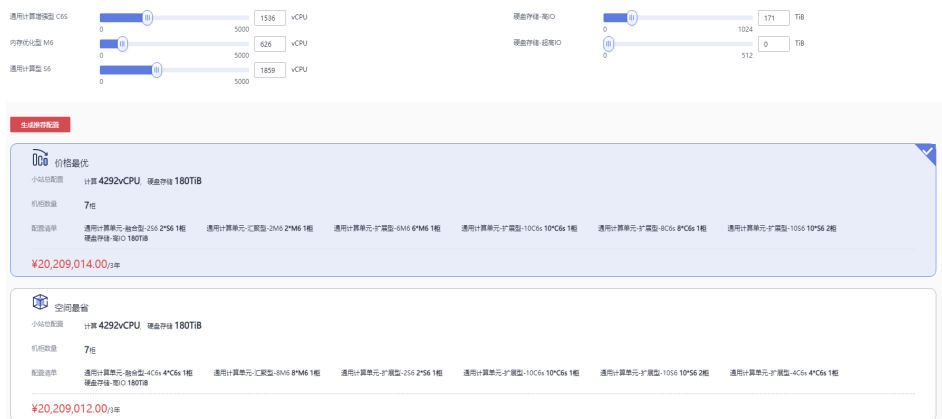 通用计算增强型 C6S 1536 vCPU 硬盘存储-高IO 171 TiB
0 5000 0 1024
内存优化型 M6 626 vCPU 硬盘存储-超高IO 0 TiB
0 5000 0 512
通用计算型 S6 1859 vCPU
0 5000
生成推荐配置
价格最优
小站总配置 计算 4292vCPU, 硬盘存储 180TiB
机柜数量 7柜
配置清单 通用计算单元-融合型-2S6 2*S6 1柜 通用计算单元-汇聚型-2M6 2*M6 1柜 通用计算单元-扩展型-6M6 6*M6 1柜 通用计算单元-扩展型-10C6s 10*C6s 1柜 通用计算单元-扩展型-8C6s 8*C6s 1柜 通用计算单元-扩展型-10S6 10*S6 2柜
硬盘存储-高IO 180TiB
¥20,209,014.00/3年
空间最省
小站总配置 计算 4292vCPU, 硬盘存储 180TiB
机柜数量 7柜
配置清单 通用计算单元-融合型-4C6s 4*C6s 1柜 通用计算单元-汇聚型-8M6 8*M6 1柜 通用计算单元-扩展型-2S6 2*S6 1柜 通用计算单元-扩展型-10C6s 10*C6s 1柜 通用计算单元-扩展型-10S6 10*S6 2柜 通用计算单元-扩展型-4C6s 4*C6s 1柜
硬盘存储-高IO 180TiB
¥20,209,012.00/3年